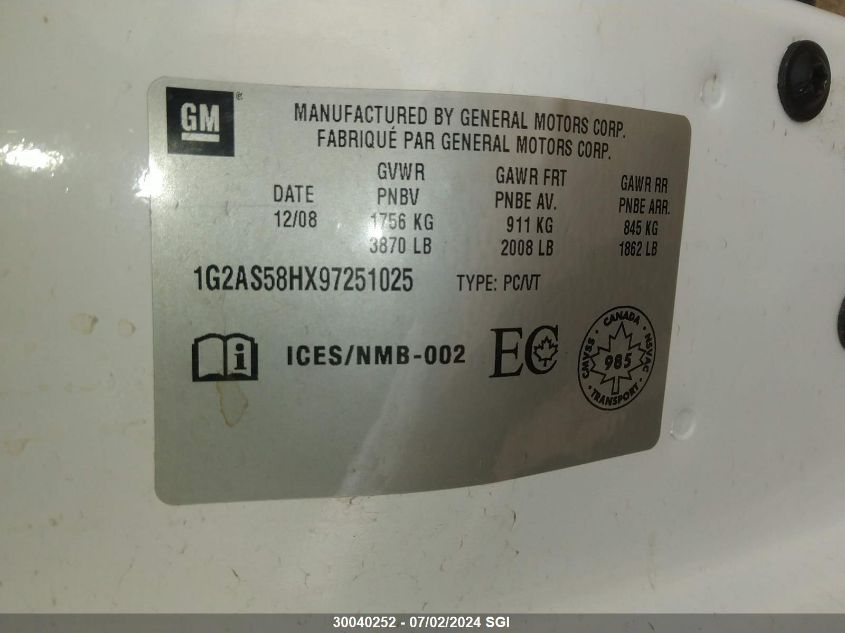 GM
MANUFACTURED BY GENERAL MOTORS CORP.
FABRIQUÉ PAR GENERAL MOTORS CORP.
GVWR GAWR FRT GAWR RR
DATE PNBV PNBE AV. PNBE ARR.
12/08 1756 KG 911 KG 845 KG
3870 LB 2008 LB 1862 LB
1G2AS58HX97251025 TYPE: PC/VT
i ICES/NMB-002 EC
CANADA
CMVSS 985 NSVAC
TRANSPORT
30040252 - 07/02/2024 SGI